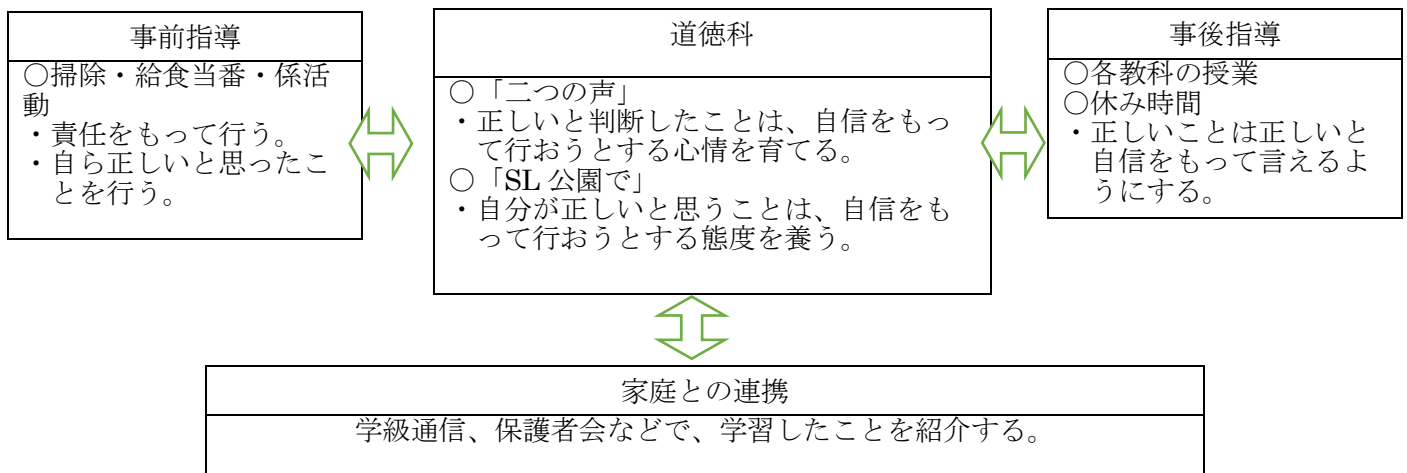 事前指導
〇掃除・給食当番・係活
動
・責任をもって行う。
・自ら正しいと思ったこ
とを行う。
道徳科
〇「二つの声」
・正しいと判断したことは、自信をもっ
て行おうとする心情を育てる。
〇「SL 公園で」
・自分が正しいと思うことは、自信をも
って行おうとする態度を養う。
事後指導
〇各教科の授業
〇休み時間
・正しいことは正しいと
自信をもって言えるよ
うにする。
家庭との連携
学級通信、保護者会などで、学習したことを紹介する。